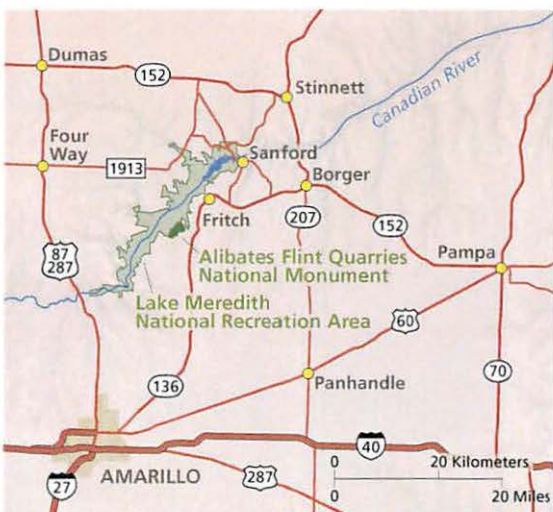 Dumas
152
Stinnett
Canadian River
Four
Way
1913
Sanford
Borger
Fritch
207
152
87
287
Alibates Flint Quarries
National Monument
Pampa
Lake Meredith
National Recreation Area
60
136
Panhandle
70
40
AMARILLO
27
287
0 20 Kilometers
0 20 Miles